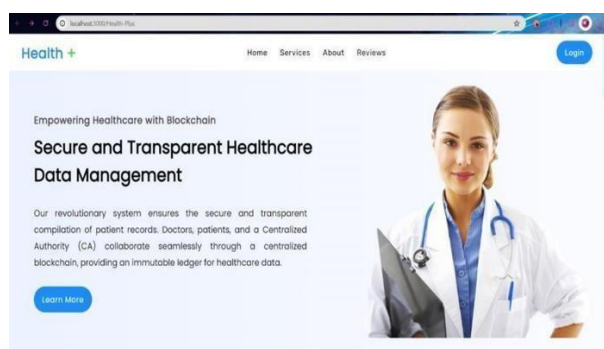 localhost:3000/Health-Plus
Health +
Home Services About Reviews
Login
Empowering Healthcare with Blockchain
Secure and Transparent Healthcare
Data Management
Our revolutionary system ensures the secure and transparent
compilation of patient records. Doctors, patients, and a Centralized
Authority (CA) collaborate seamlessly through a centralized
blockchain, providing an immutable ledger for healthcare data.
Learn More